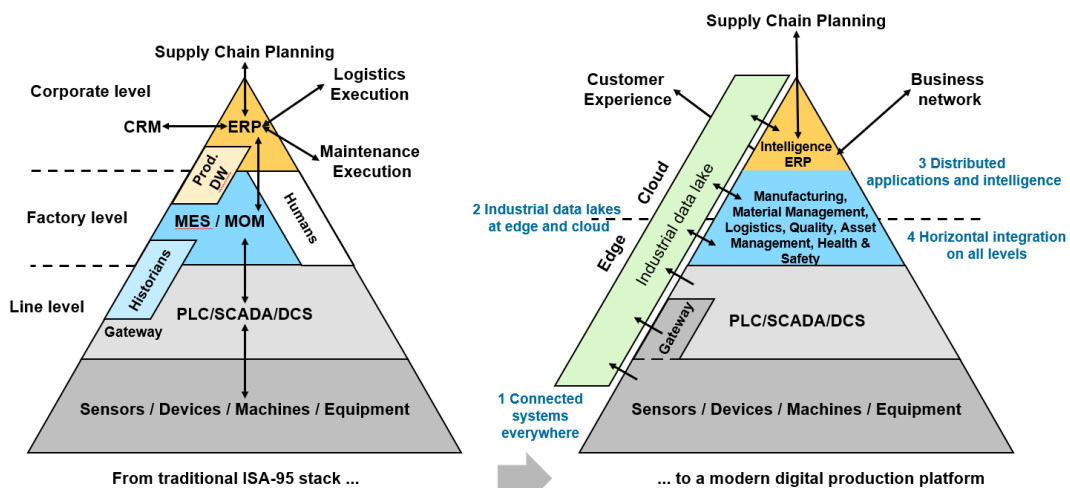 Supply Chain Planning
Corporate level
Logistics
Execution
CRM
ERP
Maintenance
Execution
Prod.
DW
Factory level
MES / MOM
Humans
Historians
Line level
Gateway
PLC/SCADA/DCS
Sensors / Devices / Machines / Equipment
From traditional ISA-95 stack ...
Supply Chain Planning
Customer
Experience
Business
network
Intelligence
ERP
Cloud
Edge
Industrial data lake
3 Distributed
applications and intelligence
2 Industrial data lakes
at edge and cloud
Manufacturing,
Material Management,
Logistics, Quality, Asset
Management, Health &
Safety
4 Horizontal integration
on all levels
Gateway
PLC/SCADA/DCS
1 Connected
systems
everywhere
Sensors / Devices / Machines / Equipment
... to a modern digital production platform